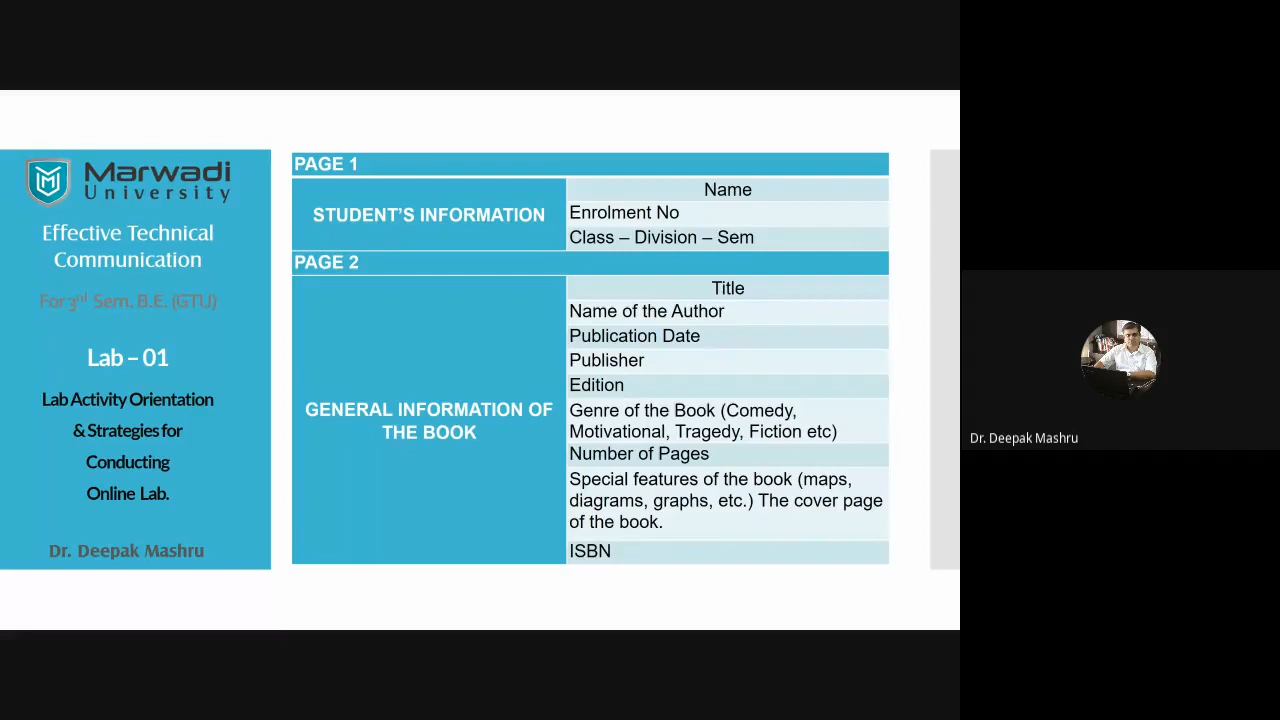 Marwadi
University
Effective Technical
Communication
For 3rd Sem. B.E. (GTU)
Lab – 01
Lab Activity Orientation
& Strategies for
Conducting
Online Lab.
Dr. Deepak Mashru
PAGE 1
STUDENT'S INFORMATION
Name
Enrolment No
Class – Division – Sem
PAGE 2
GENERAL INFORMATION OF
THE BOOK
Title
Name of the Author
Publication Date
Publisher
Edition
Genre of the Book (Comedy,
Motivational, Tragedy, Fiction etc)
Number of Pages
Special features of the book (maps,
diagrams, graphs, etc.) The cover page
of the book.
ISBN
Dr. Deepak Mashru